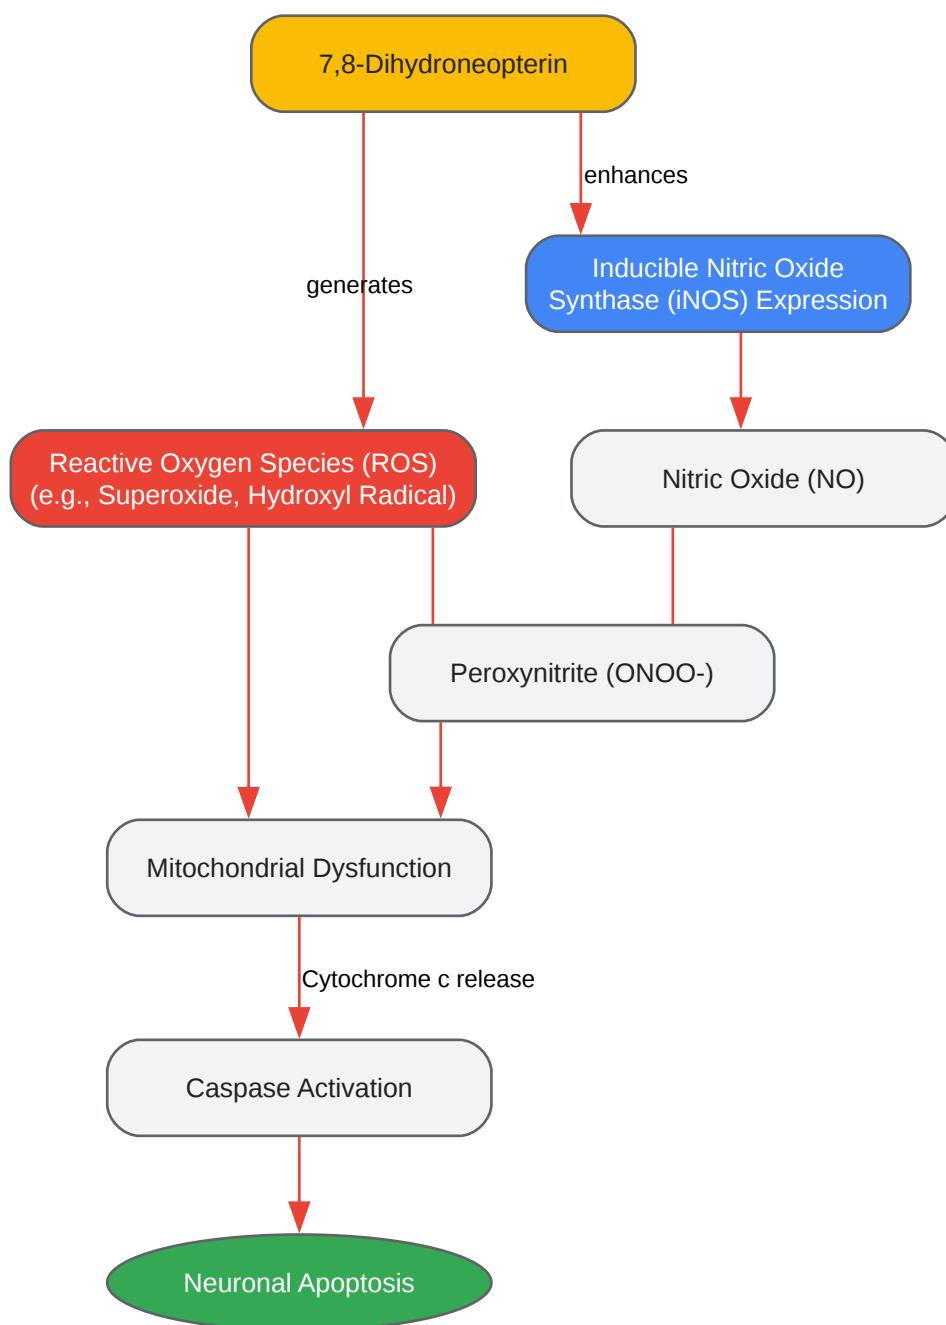 7,8-Dihydroneopterin
enhances
Inducible Nitric Oxide
Synthase (iNOS) Expression
generates
Reactive Oxygen Species (ROS)
(e.g., Superoxide, Hydroxyl Radical)
Nitric Oxide (NO)
Peroxynitrite (ONOO-)
Mitochondrial Dysfunction
Cytochrome c release
Caspase Activation
Neuronal Apoptosis